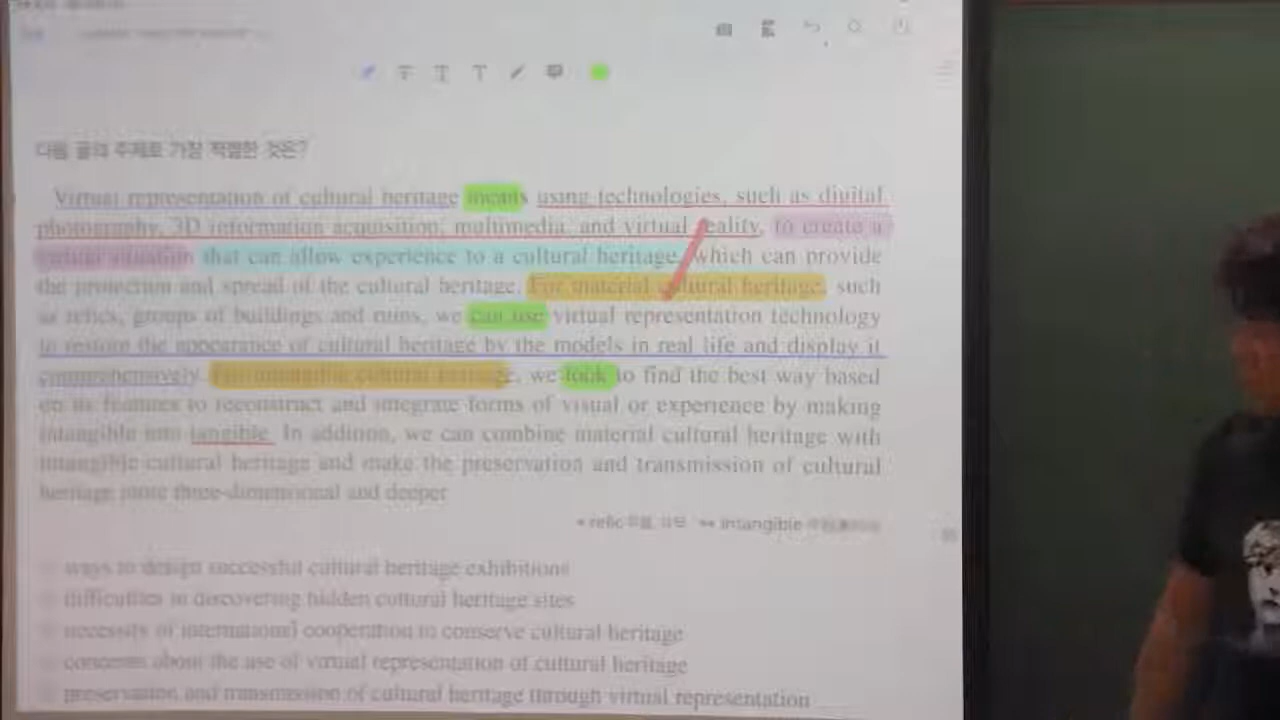 다음 글의 주제로 가장 적절한 것은?
Virtual representation of cultural heritage means using technologies, such as digital
photography, 3D information acquisition, multimedia, and virtual reality, to create a
virtual situation that can allow experience to a cultural heritage, which can provide
the protection and spread of the cultural heritage. For material cultural heritage, such
as relics, groups of buildings and ruins, we can use virtual representation technology
to restore the appearance of cultural heritage by the models in real life and display it
comprehensively. For intangible cultural heritage, we look to find the best way based
on its features to reconstruct and integrate forms of visual or experience by making
intangible into tangible. In addition, we can combine material cultural heritage with
intangible cultural heritage and make the preservation and transmission of cultural
heritage more three-dimensional and deeper
* relic ** intangible
ways to design successful cultural heritage exhibitions
difficulties in discovering hidden cultural heritage sites
necessity of international cooperation to conserve cultural heritage
concerns about the use of virtual representation of cultural heritage
preservation and transmission of cultural heritage through virtual representation